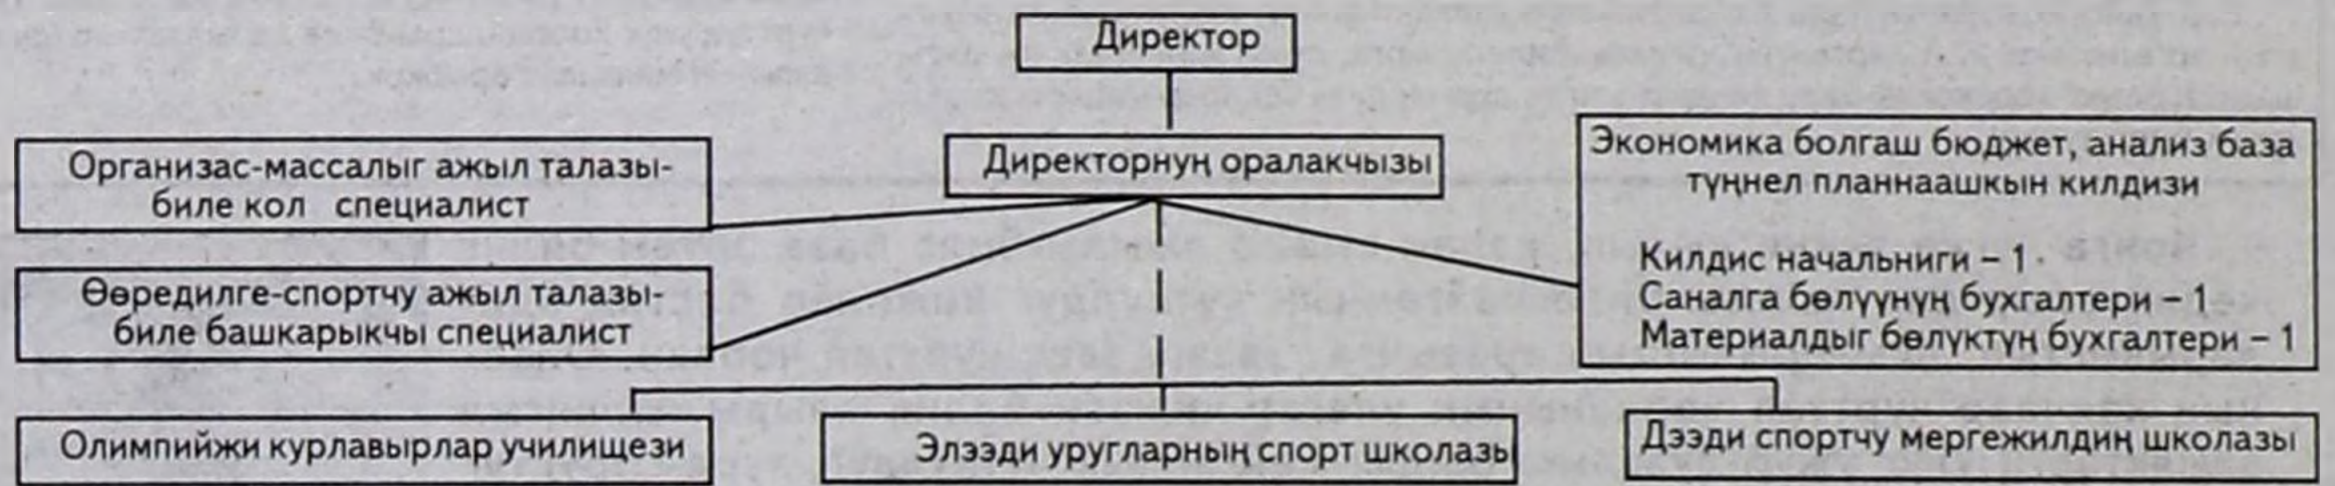 Директор
Организас-массалыг ажыл талазы-
биле кол специалист
Директорнуң оралакчызы
Экономика болгаш бюджет, анализ база
түңнел планнаашкын килдизи
Килдис начальниги – 1
Саналга бөлүүнүң бухгалтери – 1
Материалдыг бөлүктүң бухгалтери – 1
Өөредилге-спортчу ажыл талазы-
биле башкарыкчы специалист
Олимпийжи курлавырлар училищези
Элээди уругларның спорт школазы
Дээди спортчу мергежилдиң школазы